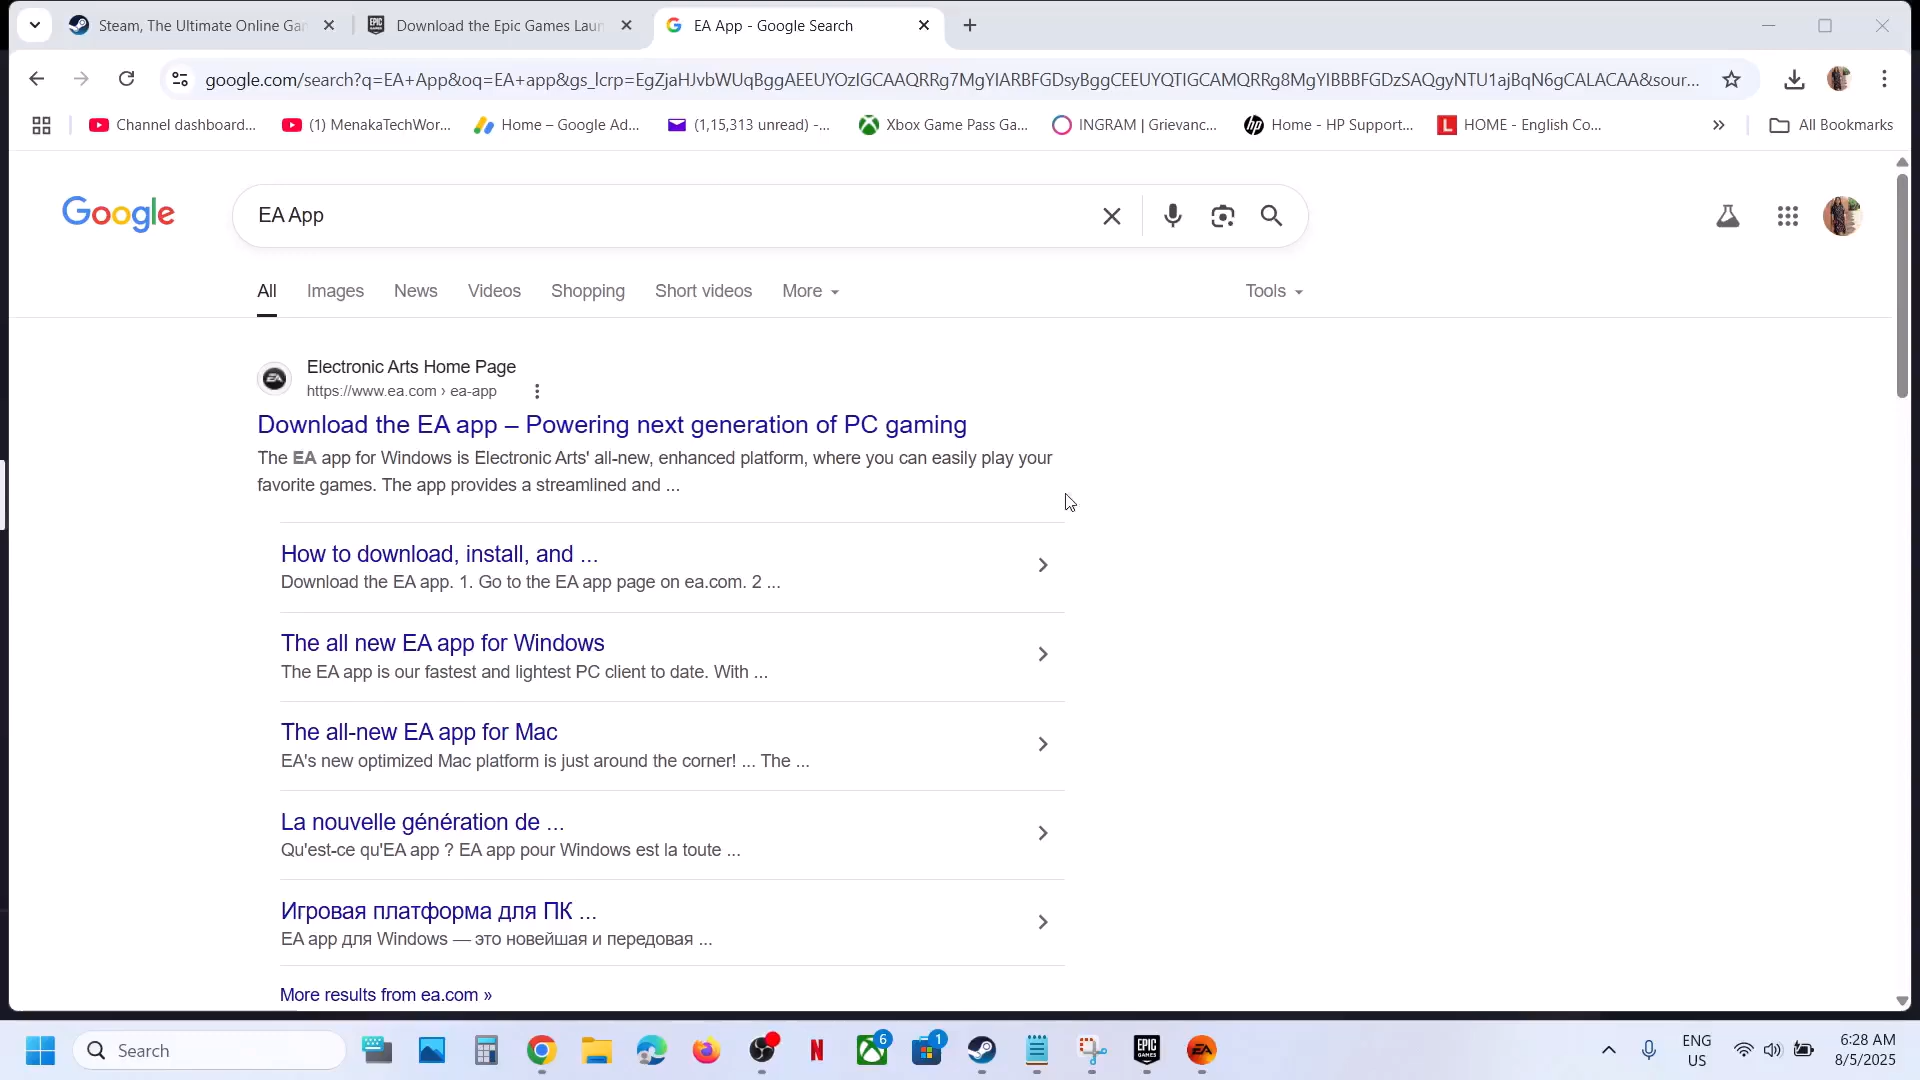 Steam, The Ultimate Online Gar
Download the Epic Games Laun
EA App - Google Search
google.com/search?q=EA+App&oq=EA+app&gs_lcrp=EgZjaHJvbWUqBggAEEUYOzIGCAAQRRg7MgYIARBFGDsyBggCEEUYQTIGCAMQRRg8MgYIBBBFGDzSAQgyNTU1ajBqN6gCALACAA&sour...
Channel dashboard...
(1) MenakaTechWor...
Home – Google Ad...
(1,15,313 unread) -...
Xbox Game Pass Ga...
INGRAM | Grievanc...
Home - HP Support...
HOME - English Co...
All Bookmarks
Google
EA App
All
Images
News
Videos
Shopping
Short videos
More
Tools
Electronic Arts Home Page
https://www.ea.com › ea-app
Download the EA app – Powering next generation of PC gaming
The EA app for Windows is Electronic Arts' all-new, enhanced platform, where you can easily play your
favorite games. The app provides a streamlined and ...
How to download, install, and ...
Download the EA app. 1. Go to the EA app page on ea.com. 2 ...
The all new EA app for Windows
The EA app is our fastest and lightest PC client to date. With ...
The all-new EA app for Mac
EA's new optimized Mac platform is just around the corner! ... The ...
La nouvelle génération de ...
Qu'est-ce qu'EA app ? EA app pour Windows est la toute ...
Игровая платформа для ПК ...
EA app для Windows — это новейшая и передовая ...
More results from ea.com »
Search
6
1
EPIC
GAMES
ENG
US
6:28 AM
8/5/2025